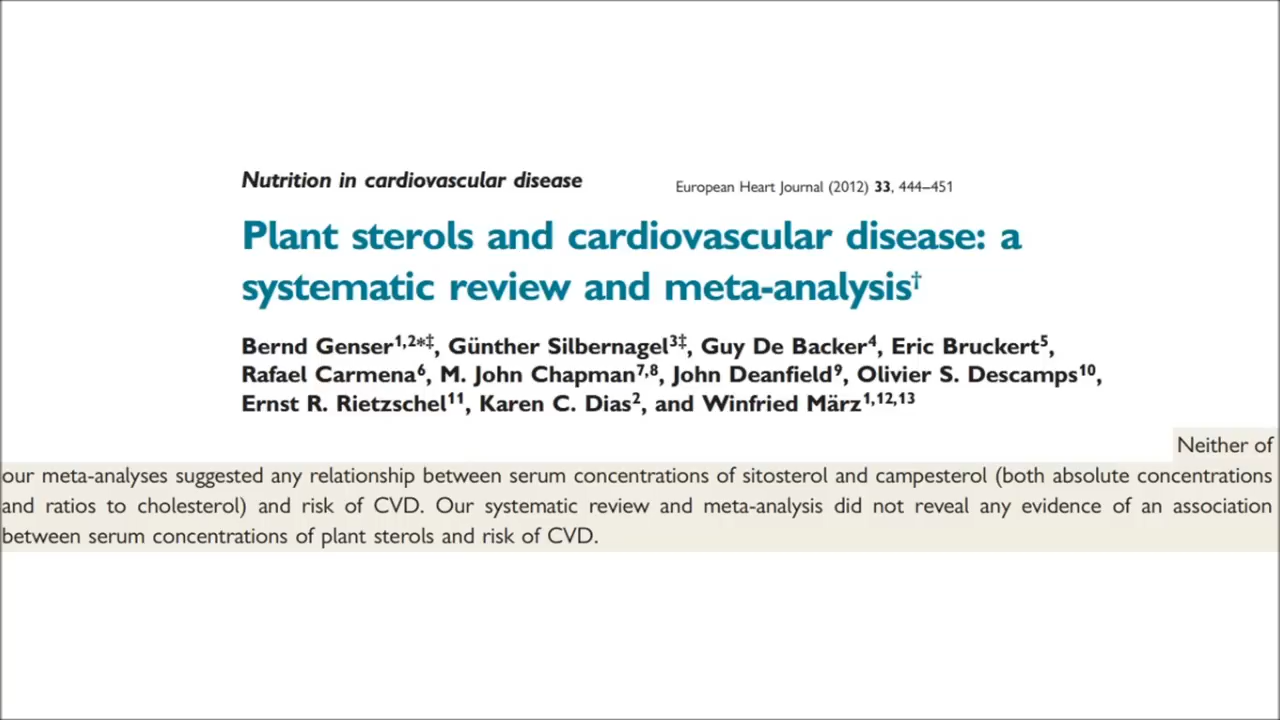 Nutrition in cardiovascular disease
European Heart Journal (2012) 33, 444–451
Plant sterols and cardiovascular disease: a
systematic review and meta-analysis†
Bernd Genser1,2*‡, Günther Silbernagel3‡, Guy De Backer4, Eric Bruckert5,
Rafael Carmena6, M. John Chapman7,8, John Deanfield9, Olivier S. Descamps10,
Ernst R. Rietzschel11, Karen C. Dias2, and Winfried März1,12,13
Neither of
our meta-analyses suggested any relationship between serum concentrations of sitosterol and campesterol (both absolute concentrations
and ratios to cholesterol) and risk of CVD. Our systematic review and meta-analysis did not reveal any evidence of an association
between serum concentrations of plant sterols and risk of CVD.